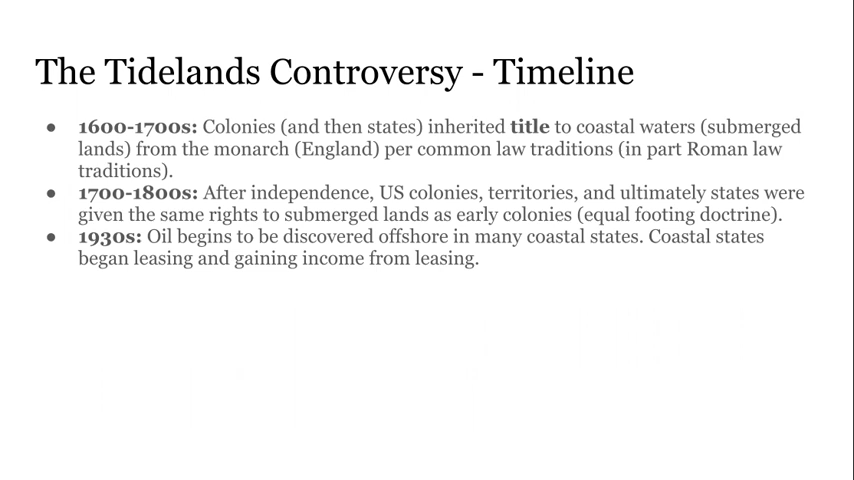 The Tidelands Controversy - Timeline
● 1600-1700s: Colonies (and then states) inherited title to coastal waters (submerged
lands) from the monarch (England) per common law traditions (in part Roman law
traditions).
● 1700-1800s: After independence, US colonies, territories, and ultimately states were
given the same rights to submerged lands as early colonies (equal footing doctrine).
● 1930s: Oil begins to be discovered offshore in many coastal states. Coastal states
began leasing and gaining income from leasing.